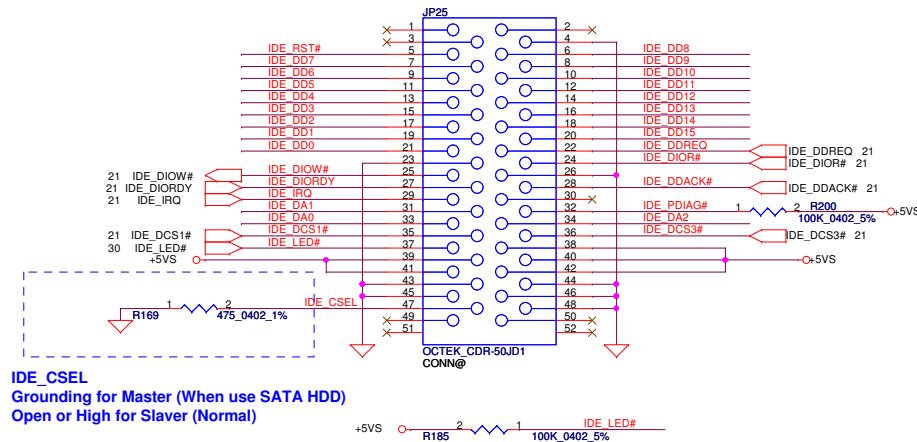 JP25
1 2
3 4
IDE_RST# 5 6 IDE_DD8
IDE_DD7 7 8 IDE_DD9
IDE_DD6 9 10 IDE_DD10
IDE_DD5 11 12 IDE_DD11
IDE_DD4 13 14 IDE_DD12
IDE_DD3 15 16 IDE_DD13
IDE_DD2 17 18 IDE_DD14
IDE_DD1 19 20 IDE_DD15
IDE_DD0 21 22 IDE_DDREQ IDE_DDREQ 21
23 24 IDE_DIOR# IDE_DIOR# 21
21 IDE_DIOW# IDE_DIOW# 25 26
21 IDE_DIORDY IDE_DIORDY 27 28 IDE_DDACK# IDE_DDACK# 21
21 IDE_IRQ IDE_IRQ 29 30
IDE_DA1 31 32 IDE_PDIAG# 1 2 R200 +5VS
100K_0402_5%
IDE_DA0 33 34 IDE_DA2
21 IDE_DCS1# IDE_DCS1# 35 36 IDE_DCS3# IDE_DCS3# 21
30 IDE_LED# IDE_LED# 37 38
+5VS 39 40 +5VS
41 42
43 44
45 46
R169 1 2 475_0402_1% IDE_CSEL 47 48
49 50
51 52
OCTEK_CDR-50JD1
CONN@
IDE_CSEL
Grounding for Master (When use SATA HDD)
Open or High for Slaver (Normal)
+5VS R185 2 1 100K_0402_5% IDE_LED#